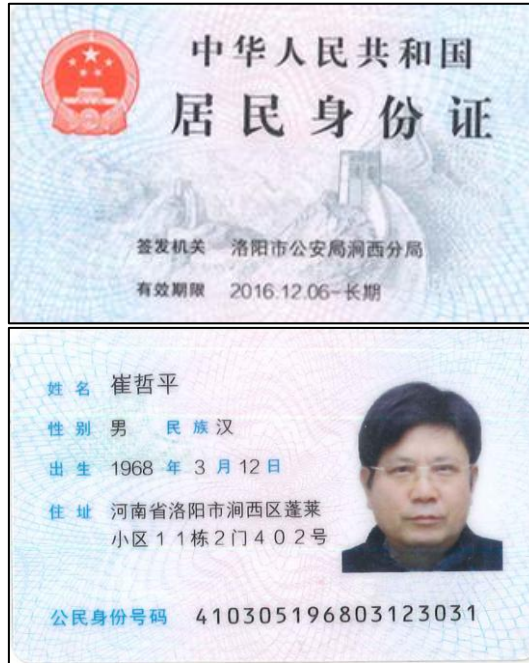 中华人民共和国
居民身份证
签发机关 洛阳市公安局涧西分局
有效期限 2016.12.06-长期
姓名 崔哲平
性别 男 民族 汉
出生 1968 年 3 月 12 日
住址 河南省洛阳市涧西区蓬莱
小区11栋2门402号
公民身份号码 410305196803123031